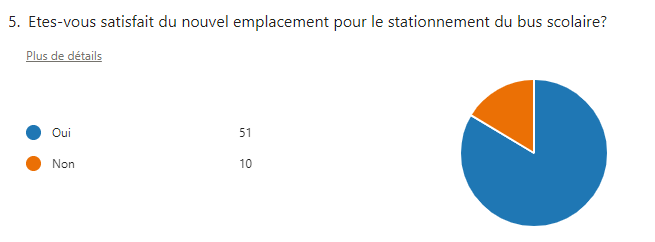 5. Etes-vous satisfait du nouvel emplacement pour le stationnement du bus scolaire?
Plus de détails
Oui 51
Non 10